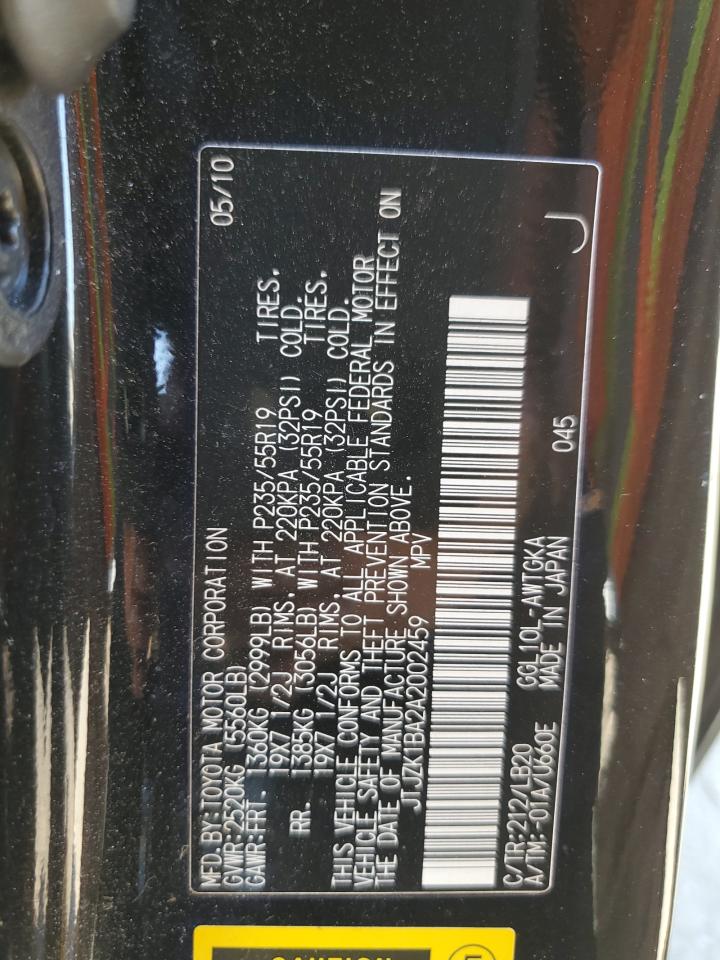 MFD.BY:TOYOTA MOTOR CORPORATION 05/10
GVWR:2520KG (5560LB)
GAWR:FRT. 1360KG (2999LB) WITH P235/55R19 TIRES,
19X7 1/2J RIMS, AT 220KPA (32PSI) COLD.
RR. 1385KG (3056LB) WITH P235/55R19 TIRES,
19X7 1/2J RIMS, AT 220KPA (32PSI) COLD.
THIS VEHICLE CONFORMS TO ALL APPLICABLE FEDERAL MOTOR
VEHICLE SAFETY AND THEFT PREVENTION STANDARDS IN EFFECT ON
THE DATE OF MANUFACTURE SHOWN ABOVE.
JTJZK1BA2A2002459 MPV
C/TR:212/LB20 GGL10L-AWTGKA 045 J
A/TM:-01A/U660E MADE IN JAPAN
CAUTION